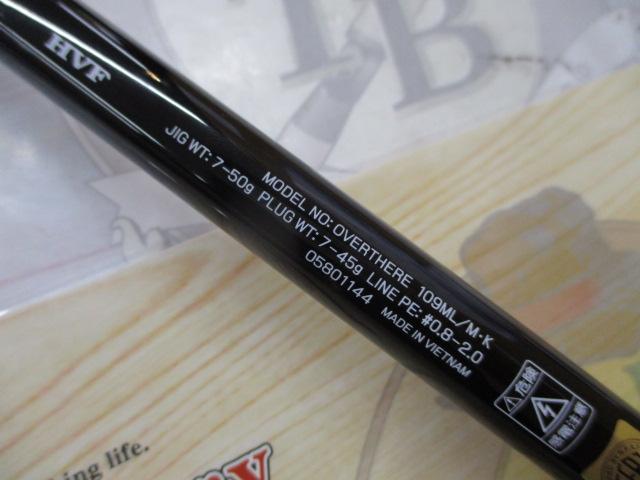 HVF
MODEL NO: OVERTHERE 109ML/M・K
JIG WT: 7-50g PLUG WT: 7-45g LINE PE: #0.8-2.0
05801144 MADE IN VIETNAM
危険
感電注意
TB
ing life.